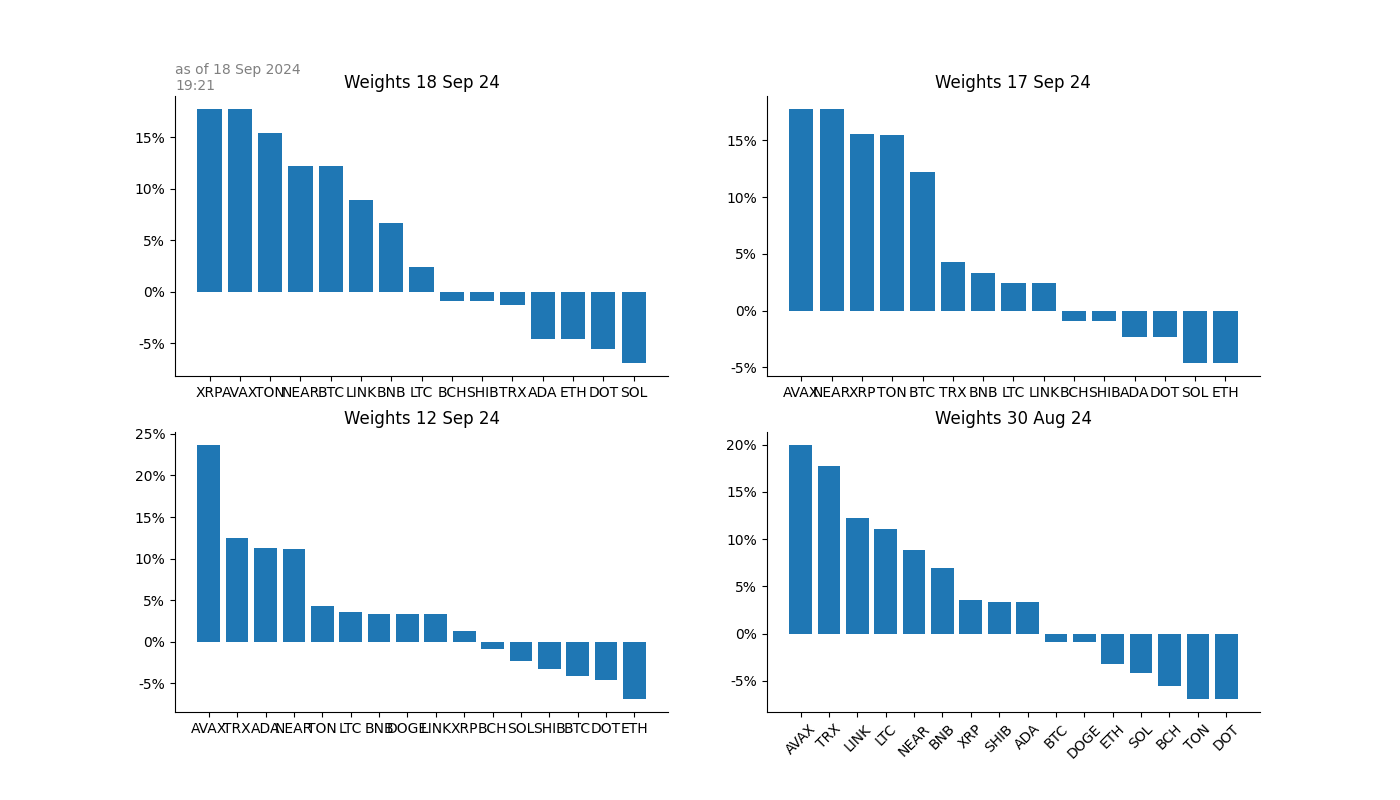 as of 18 Sep 2024
19:21
Weights 18 Sep 24
15%
10%
5%
0%
-5%
XRP AVAX TON NEAR BTC LINK BNB LTC BCH SHIB TRX ADA ETH DOT SOL
Weights 17 Sep 24
15%
10%
5%
0%
-5%
AVAX NEAR XRP TON BTC TRX BNB LTC LINK BCH SHIB ADA DOT SOL ETH
Weights 12 Sep 24
25%
20%
15%
10%
5%
0%
-5%
AVAX TRX ADA NEAR TON LTC BNB DOGE LINK XRP BCH SOL SHIB BTC DOT ETH
Weights 30 Aug 24
20%
15%
10%
5%
0%
-5%
AVAX TRX LINK LTC NEAR BNB XRP SHIB ADA BTC DOGE ETH SOL BCH TON DOT